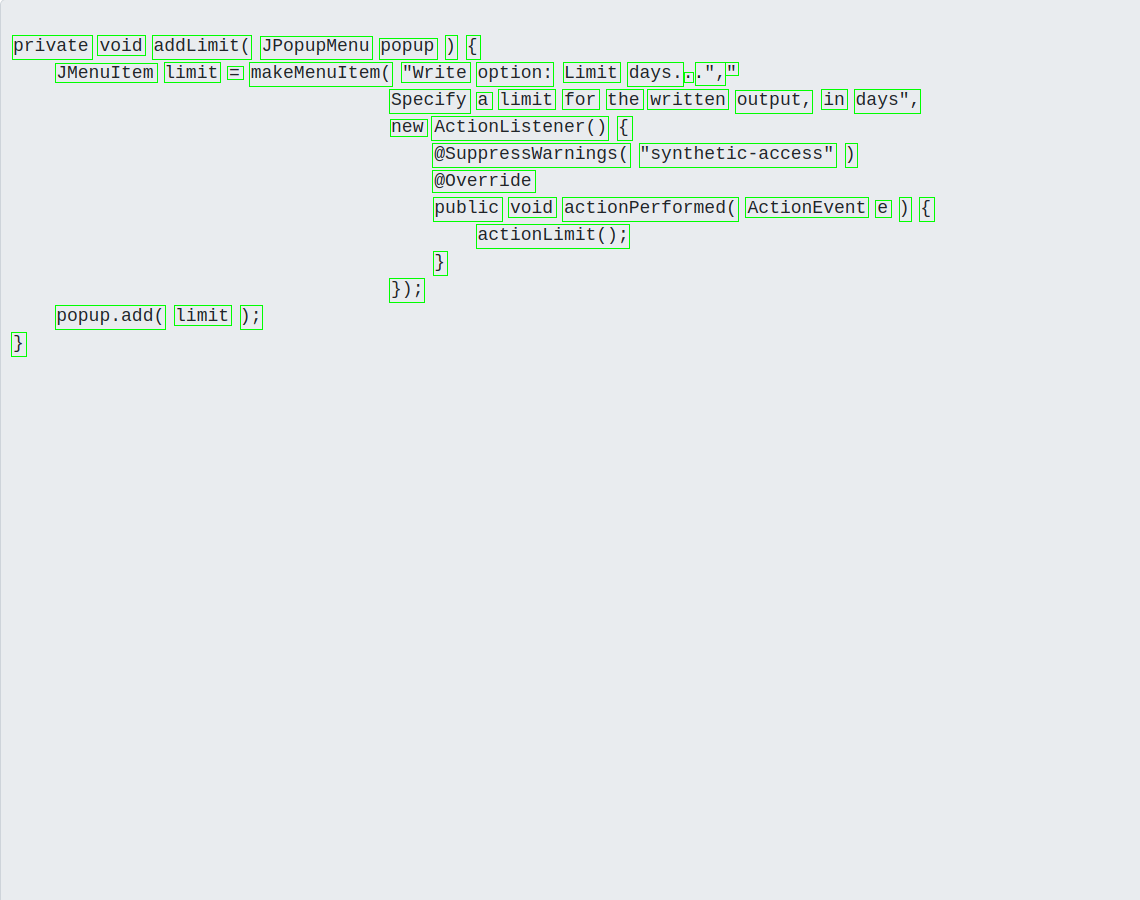 private void addLimit( JPopupMenu popup ) {
JMenuItem limit = makeMenuItem( "Write option: Limit days...","
Specify a limit for the written output, in days",
new ActionListener() {
@SuppressWarnings( "synthetic-access" )
@Override
public void actionPerformed( ActionEvent e ) {
actionLimit();
}
});
popup.add( limit );
}